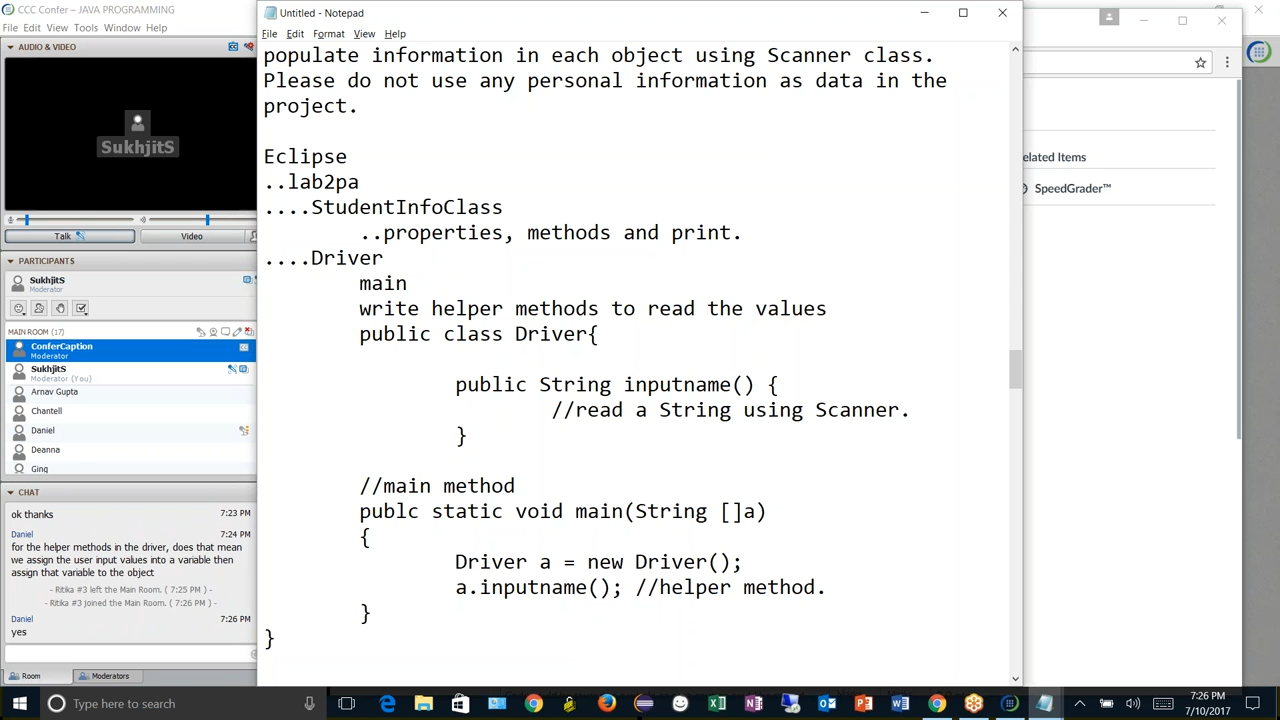 CCC Confer – JAVA PROGRAMMING
File Edit View Tools Window Help
AUDIO & VIDEO
SukhjitS
Talk
Video
PARTICIPANTS
SukhjitS
Moderator
MAIN ROOM (17)
ConferCaption
Moderator
SukhjitS
Moderator (You)
Arnav Gupta
Chantell
Daniel
Deanna
Ging
CHAT
ok thanks 7:23 PM
Daniel 7:24 PM
for the helper methods in the driver, does that mean
we assign the user input values into a variable then
assign that variable to the object
- Ritika #3 left the Main Room. ( 7:25 PM ) -
- Ritika #3 joined the Main Room. ( 7:26 PM ) -
Daniel 7:26 PM
yes
Room
Moderators
Untitled - Notepad
File Edit Format View Help
populate information in each object using Scanner class.
Please do not use any personal information as data in the
project.
Eclipse
..lab2pa
....StudentInfoClass
..properties, methods and print.
....Driver
main
write helper methods to read the values
public class Driver{
public String inputname() {
//read a String using Scanner.
}
//main method
publc static void main(String []a)
{
Driver a = new Driver();
a.inputname(); //helper method.
}
}
elated Items
SpeedGrader™
Type here to search
7:26 PM
7/10/2017